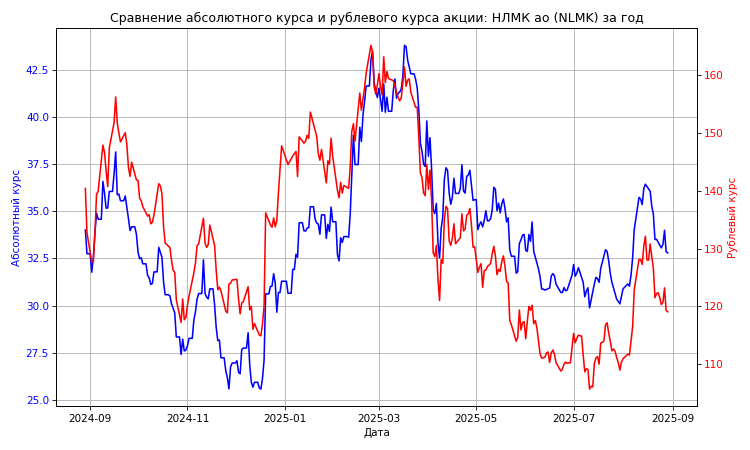 Сравнение абсолютного курса и рублевого курса акции: НЛМК ао (NLMK) за год
42.5
40.0
37.5
35.0
32.5
30.0
27.5
25.0
Абсолютный курс
160
150
140
130
120
110
Рублевый курс
2024-09 2024-11 2025-01 2025-03 2025-05 2025-07 2025-09
Дата